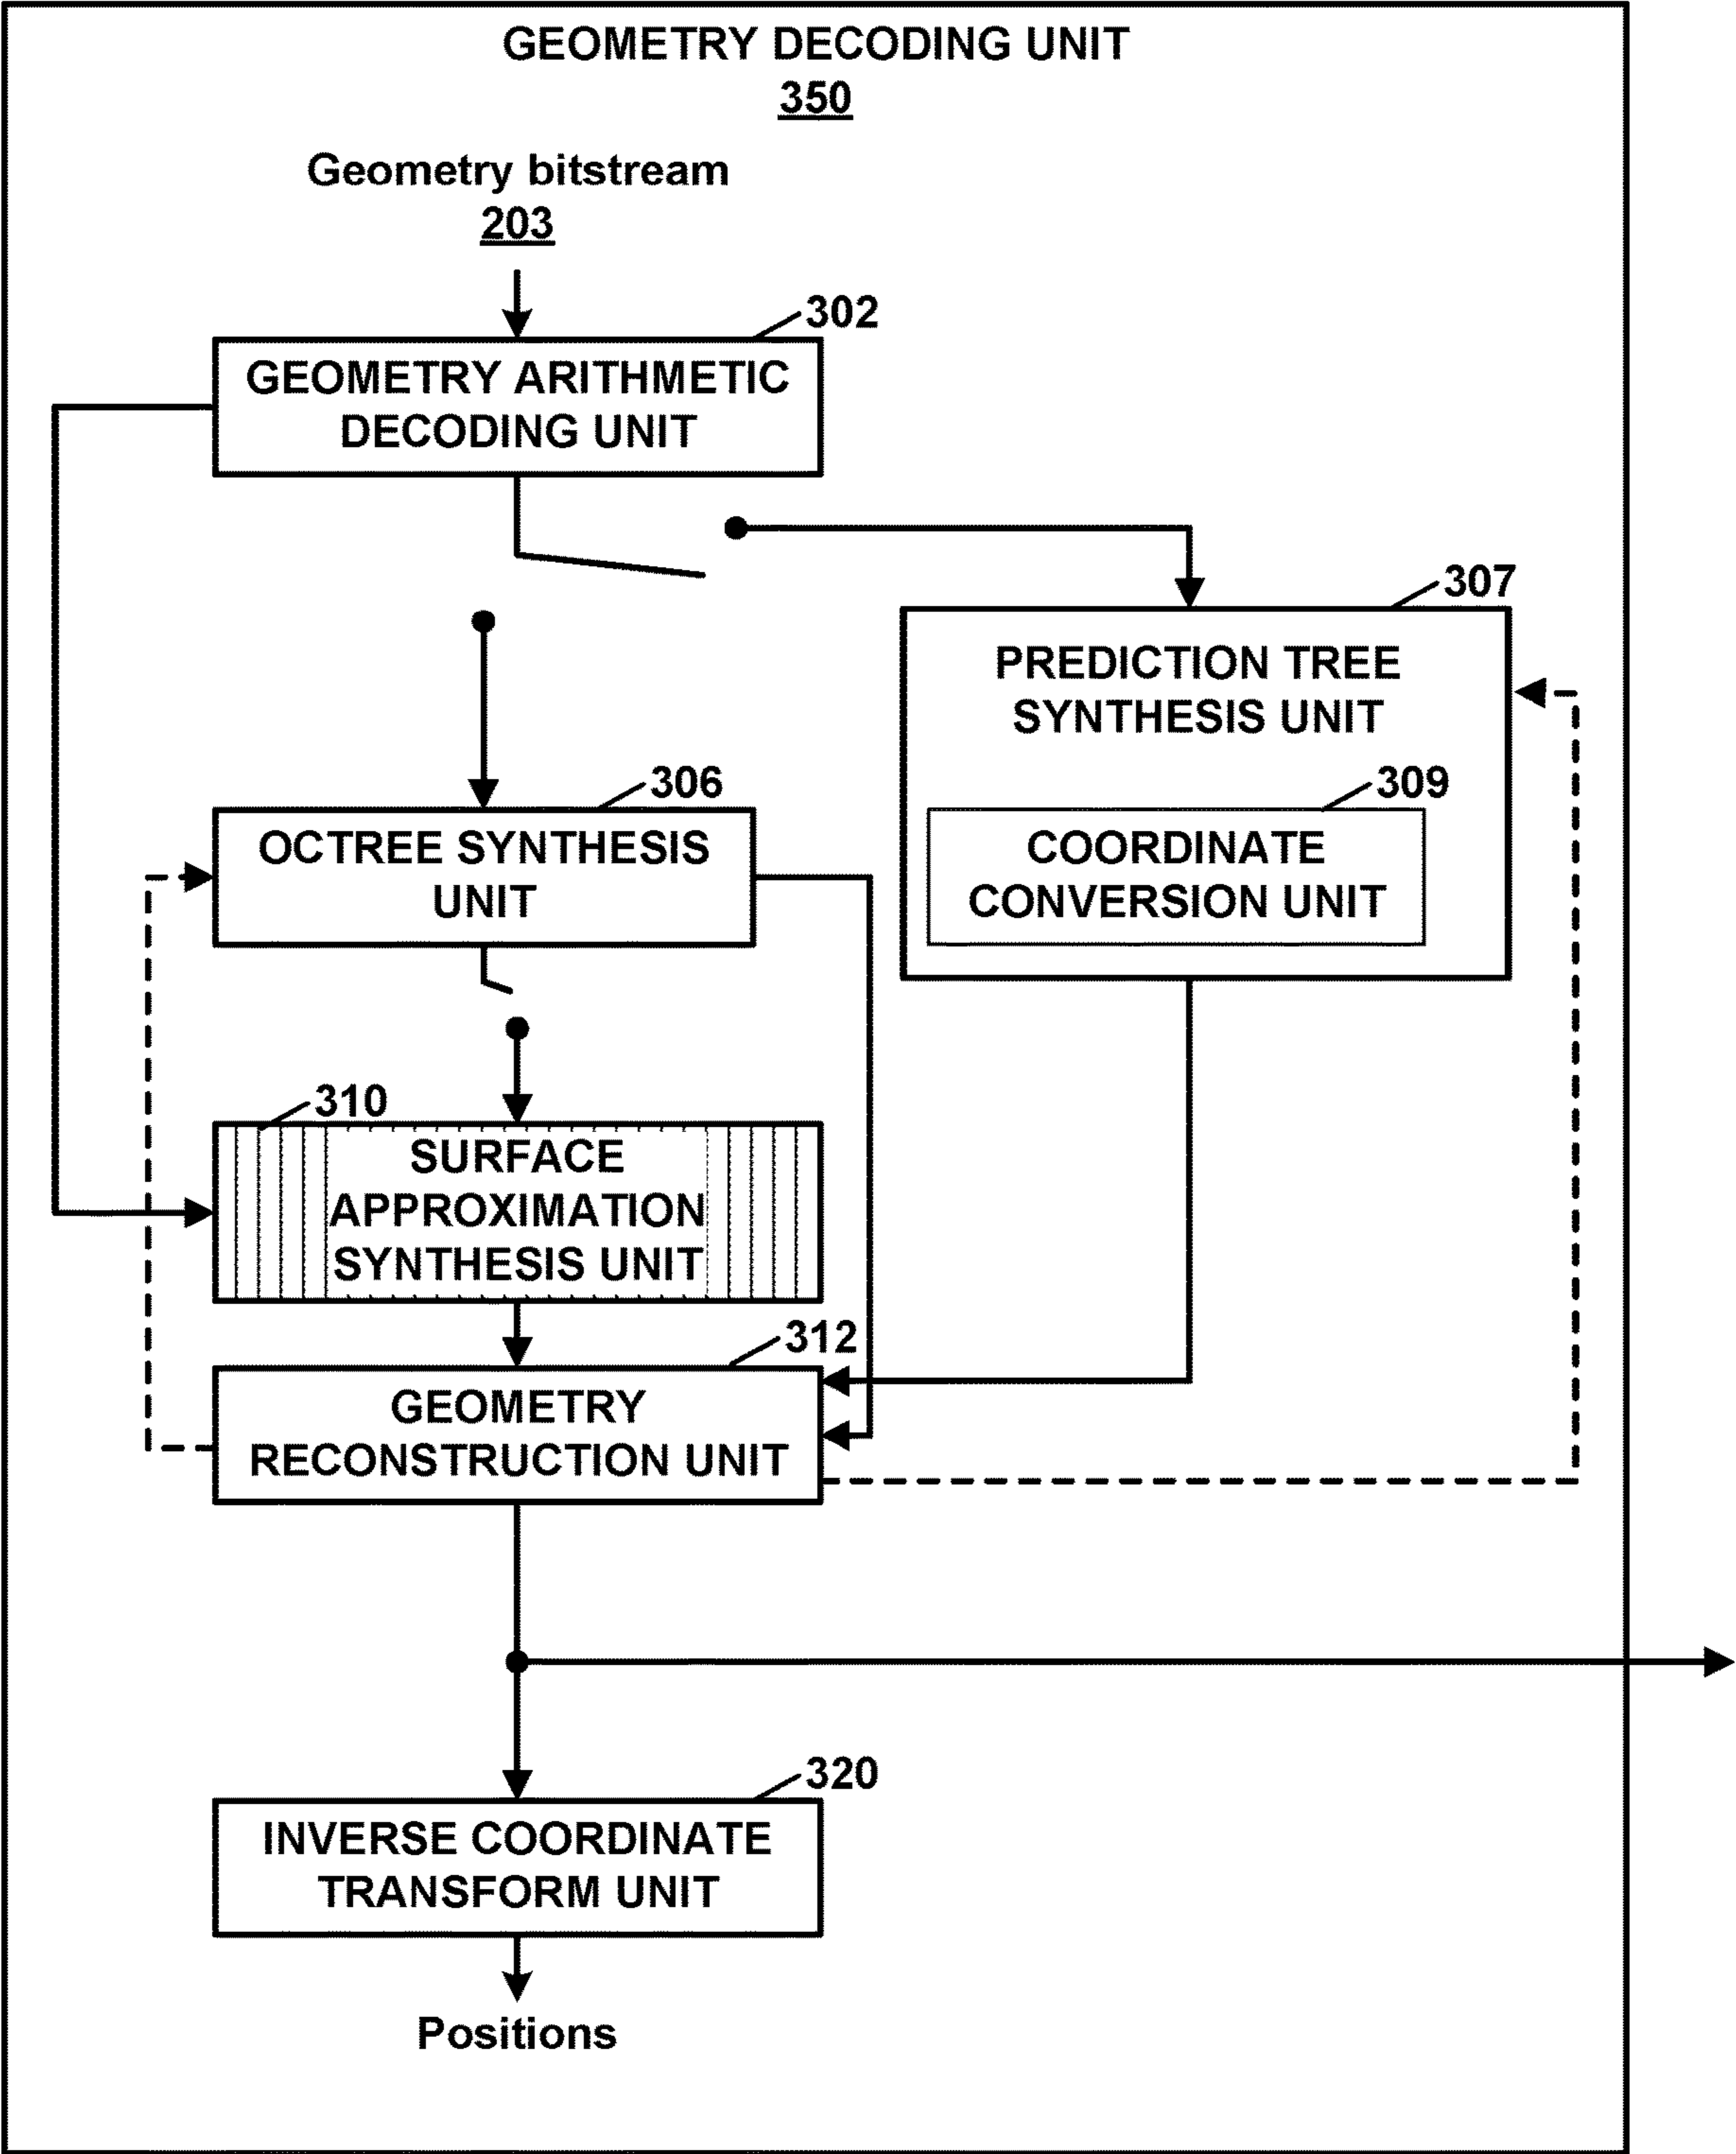 GEOMETRY DECODING UNIT
350
Geometry bitstream
203
302
GEOMETRY ARITHMETIC
DECODING UNIT
307
PREDICTION TREE
SYNTHESIS UNIT
309
COORDINATE
CONVERSION UNIT
306
OCTREE SYNTHESIS
UNIT
310
SURFACE
APPROXIMATION
SYNTHESIS UNIT
312
GEOMETRY
RECONSTRUCTION UNIT
320
INVERSE COORDINATE
TRANSFORM UNIT
Positions